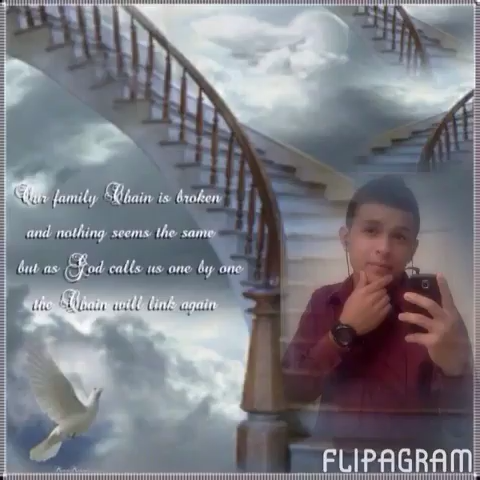 Our family Chain is broken
and nothing seems the same
but as God calls us one by one
the Chain will link again
FLIPAGRAM